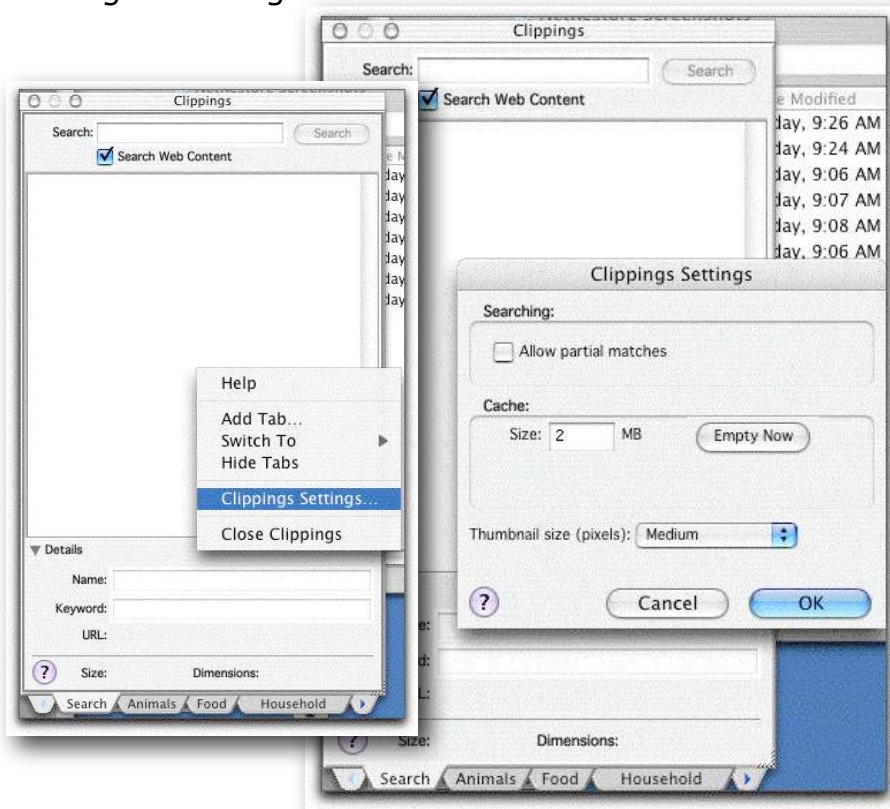 Clippings
Search:
Search
Search Web Content
Help
Add Tab...
Switch To
Hide Tabs
Clippings Settings...
Close Clippings
Details
Name:
Keyword:
URL:
Size:
Dimensions:
Search
Animals
Food
Household
NetRestore Screenshots
Clippings
Search:
Search
Search Web Content
e Modified
day, 9:26 AM
day, 9:24 AM
day, 9:06 AM
day, 9:07 AM
day, 9:08 AM
day, 9:06 AM
Clippings Settings
Searching:
Allow partial matches
Cache:
Size: 2 MB
Empty Now
Thumbnail size (pixels): Medium
?
Cancel
OK
Size:
Dimensions:
Search
Animals
Food
Household